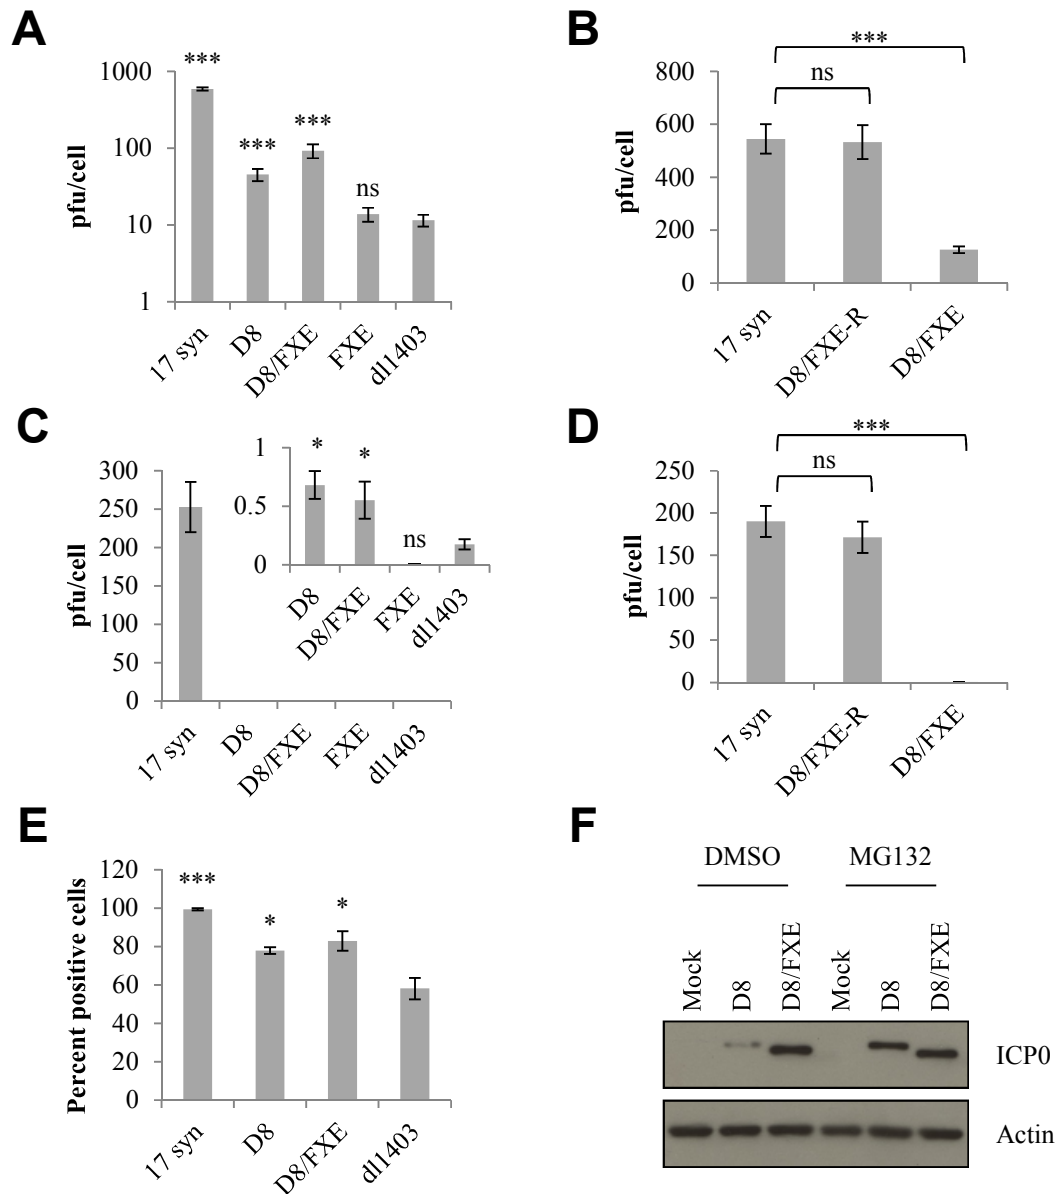 A
***
***
***
ns
1000
100
10
1
pfu/cell
17 syn
D8
D8/FXE
FXE
dl1403
B
***
ns
800
600
400
200
0
pfu/cell
17 syn
D8/FXE-R
D8/FXE
C
300
250
200
150
100
50
0
pfu/cell
17 syn
D8
D8/FXE
FXE
dl1403
1
0.5
0
*
*
ns
D8
D8/FXE
FXE
dl1403
D
***
ns
250
200
150
100
50
0
pfu/cell
17 syn
D8/FXE-R
D8/FXE
E
120
100
80
60
40
20
0
Percent positive cells
***
*
*
17 syn
D8
D8/FXE
dl1403
F
DMSO
MG132
Mock
D8
D8/FXE
Mock
D8
D8/FXE
ICP0
Actin